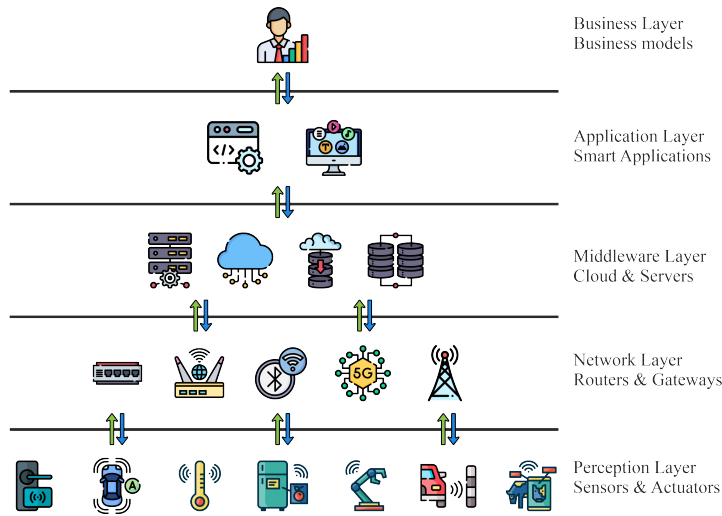 Business Layer
Business models
</>
Application Layer
Smart Applications
T
Middleware Layer
Cloud & Servers
Network Layer
Routers & Gateways
5G
A
Perception Layer
Sensors & Actuators